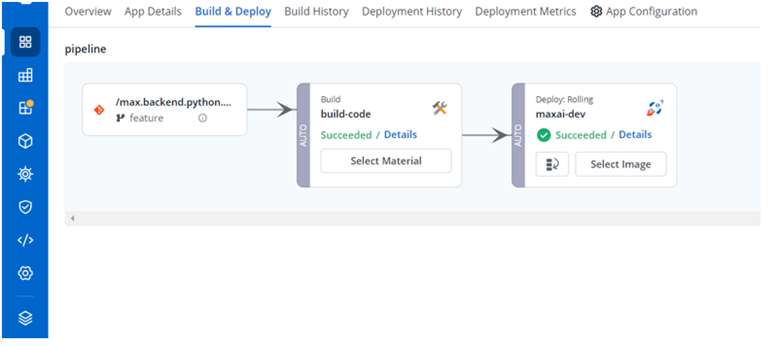 Overview App Details Build & Deploy Build History Deployment History Deployment Metrics App Configuration
pipeline
/max.backend.python....
feature
Build
build-code
Succeeded / Details
Select Material
AUTO
Deploy: Rolling
maxai-dev
Succeeded / Details
Select Image
AUTO